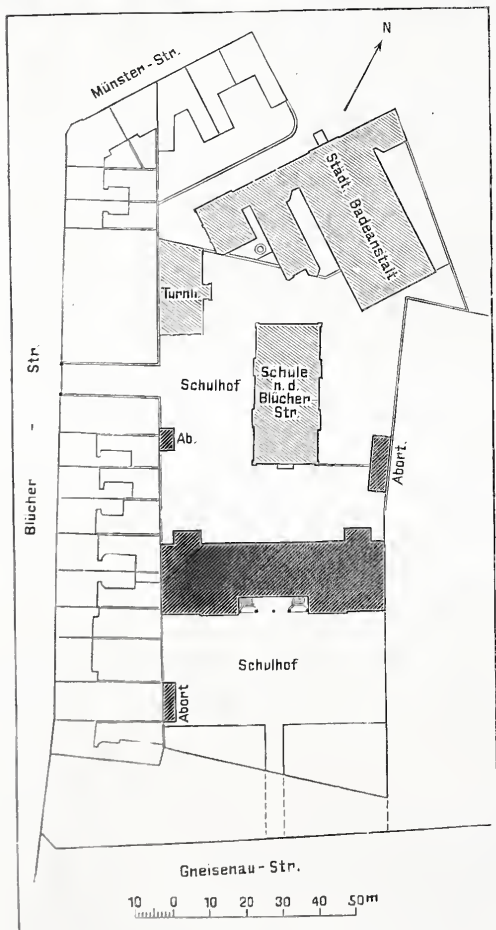 N
Münster-Str.
Städt. Badeanstalt
Turnh.
Str.
Schulhof
Schule
n. d.
Blücher
Str.
Ab.
Abort.
Blücher
-
Schulhof
Abort
Gneisenau-Str.
10 0 10 20 30 40 50m